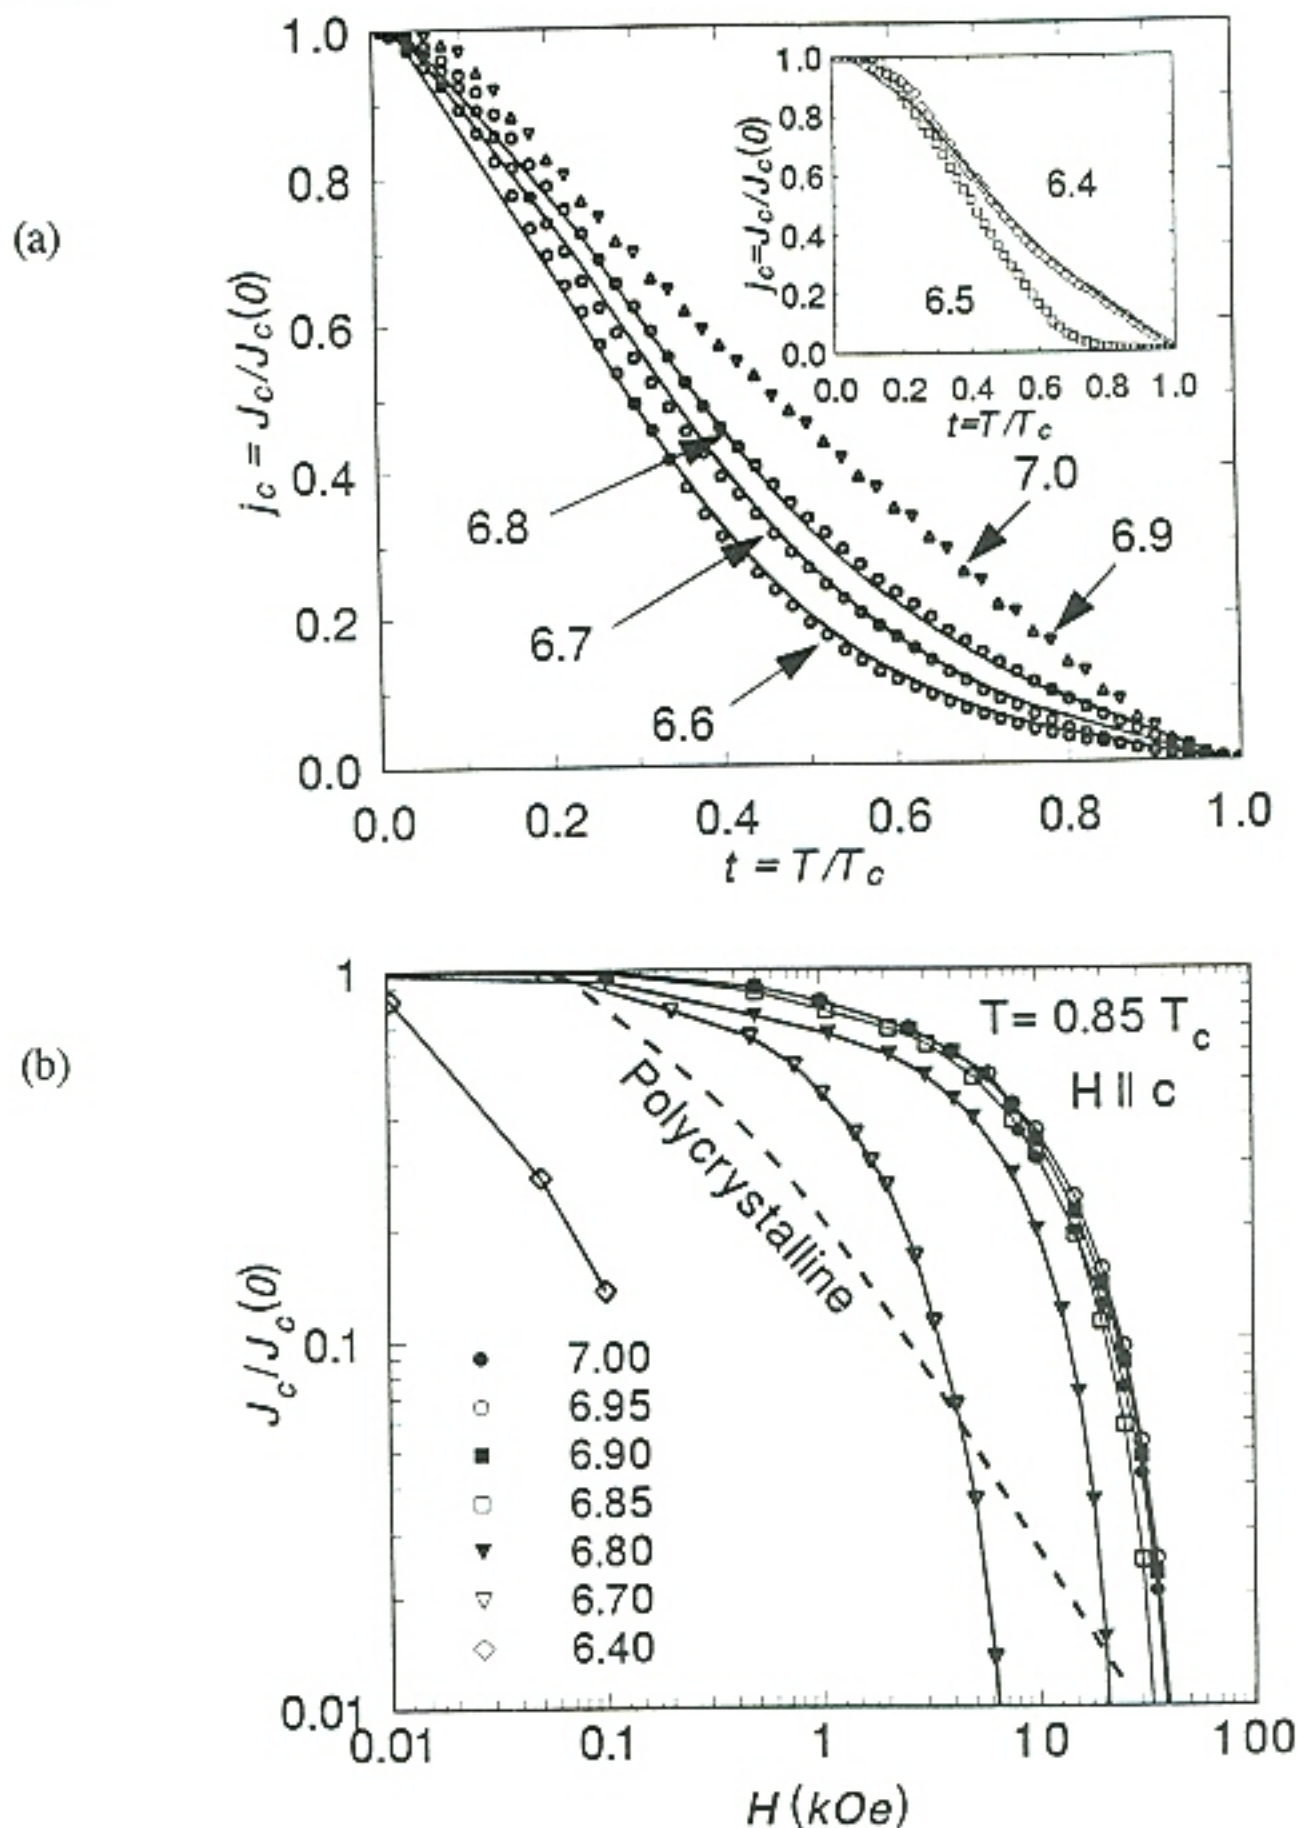 (a)
1.0
0.8
0.6
0.4
0.2
0.0
j_c = J_c/J_c(0)
0.0 0.2 0.4 0.6 0.8 1.0
t = T/T_c
6.8
6.7
6.6
7.0
6.9
1.0
0.8
0.6
0.4
0.2
0.0
j_c=J_c/J_c(0)
6.4
6.5
0.0 0.2 0.4 0.6 0.8 1.0
t=T/T_c
(b)
1
0.1
0.01
J_c/J_c(0)
T= 0.85 T_c
H || c
Polycrystalline
7.00
6.95
6.90
6.85
6.80
6.70
6.40
0.01 0.1 1 10 100
H (kOe)